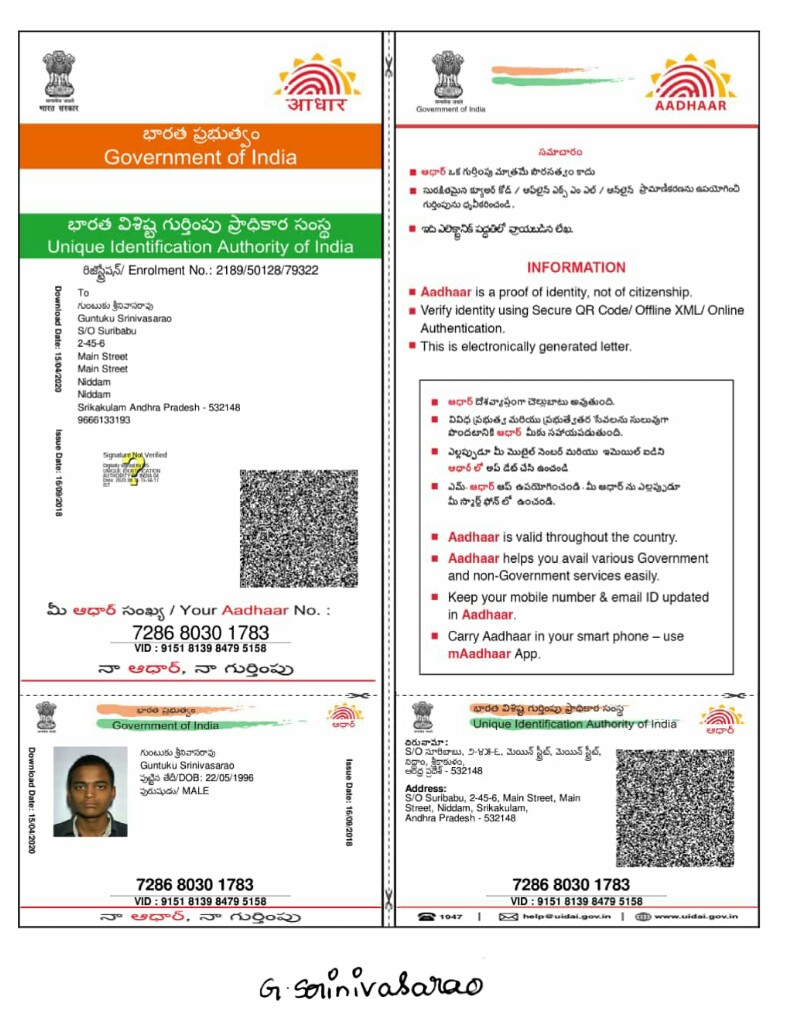 भारत सरकार
आधार
భారత ప్రభుత్వం
Government of India
భారత విశిష్ట గుర్తింపు ప్రాధికార సంస్థ
Unique Identification Authority of India
రిజిస్ట్రేషన్/ Enrolment No.: 2189/50128/79322
Download Date: 15/04/2020
Issue Date: 16/09/2018
To
గుంటుకు శ్రీనివాసరావు
Guntuku Srinivasarao
S/O Suribabu
2-45-6
Main Street
Main Street
Niddam
Niddam
Srikakulam Andhra Pradesh - 532148
9666133193
Signature Not Verified
మీ ఆధార్ సంఖ్య / Your Aadhaar No. :
7286 8030 1783
VID : 9151 8139 8479 5158
నా ఆధార్, నా గుర్తింపు
Government of India
AADHAAR
సమాచారం
ఆధార్ ఒక గుర్తింపు మాత్రమే పౌరసత్వం కాదు
సురక్షితమైన క్యూఆర్ కోడ్ / ఆఫ్‌లైన్ ఎక్స్ ఎం ఎల్ / ఆన్‌లైన్ ప్రామాణికరణను ఉపయోగించి
గుర్తింపును ధృవీకరించండి.
ఇది ఎలెక్ట్రానిక్ పద్ధతిలో వ్రాయబడిన లేఖ.
INFORMATION
Aadhaar is a proof of identity, not of citizenship.
Verify identity using Secure QR Code/ Offline XML/ Online
Authentication.
This is electronically generated letter.
ఆధార్ దేశవ్యాప్తంగా చెల్లుబాటు అవుతుంది.
వివిధ ప్రభుత్వ మరియు ప్రభుత్వేతర సేవలను సులువుగా
పొందటానికి ఆధార్ మీకు సహాయపడుతుంది.
ఎల్లప్పుడూ మీ మొబైల్ నెంబర్ మరియు ఇమెయిల్ ఐడిని
ఆధార్ లో అప్ డేట్ చేసి ఉంచండి
ఎమ్-ఆధార్ ఆప్ ఉపయోగించండి - మీ ఆధార్ ను ఎల్లప్పుడూ
మీ స్మార్ట్ ఫోన్ లో ఉంచండి.
Aadhaar is valid throughout the country.
Aadhaar helps you avail various Government
and non-Government services easily.
Keep your mobile number & email ID updated
in Aadhaar.
Carry Aadhaar in your smart phone – use
mAadhaar App.
భారత ప్రభుత్వం
Government of India
ఆధార్
Download Date: 15/04/2020
గుంటుకు శ్రీనివాసరావు
Guntuku Srinivasarao
పుట్టిన తేదీ/DOB: 22/05/1996
పురుషుడు/ MALE
Issue Date: 16/09/2018
7286 8030 1783
VID : 9151 8139 8479 5158
నా ఆధార్, నా గుర్తింపు
భారత విశిష్ట గుర్తింపు ప్రాధికార సంస్థ
Unique Identification Authority of India
ఆధార్
చిరునామా:
S/O సూరిబాబు, ౨-౪౫-౬, మెయిన్ స్ట్రీట్, మెయిన్ స్ట్రీట్,
నిద్దాం, శ్రీకాకుళం,
ఆంధ్ర ప్రదేశ్ - 532148
Address:
S/O Suribabu, 2-45-6, Main Street, Main
Street, Niddam, Srikakulam,
Andhra Pradesh - 532148
7286 8030 1783
VID : 9151 8139 8479 5158
1947 | help@uidai.gov.in | www.uidai.gov.in
G. Srinivasarao